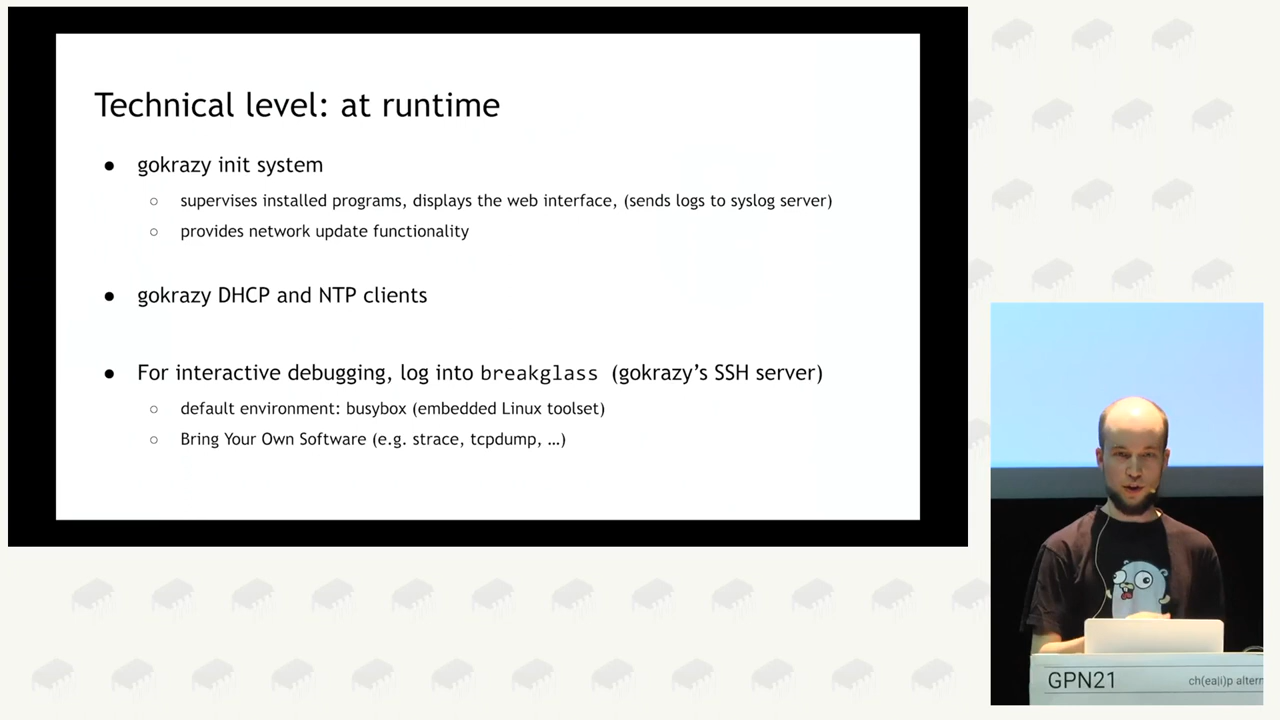 Technical level: at runtime
● gokrazy init system
○ supervises installed programs, displays the web interface, (sends logs to syslog server)
○ provides network update functionality
● gokrazy DHCP and NTP clients
● For interactive debugging, log into breakglass (gokrazy’s SSH server)
○ default environment: busybox (embedded Linux toolset)
○ Bring Your Own Software (e.g. strace, tcpdump, …)
GPN21
ch(ea|i)p altern